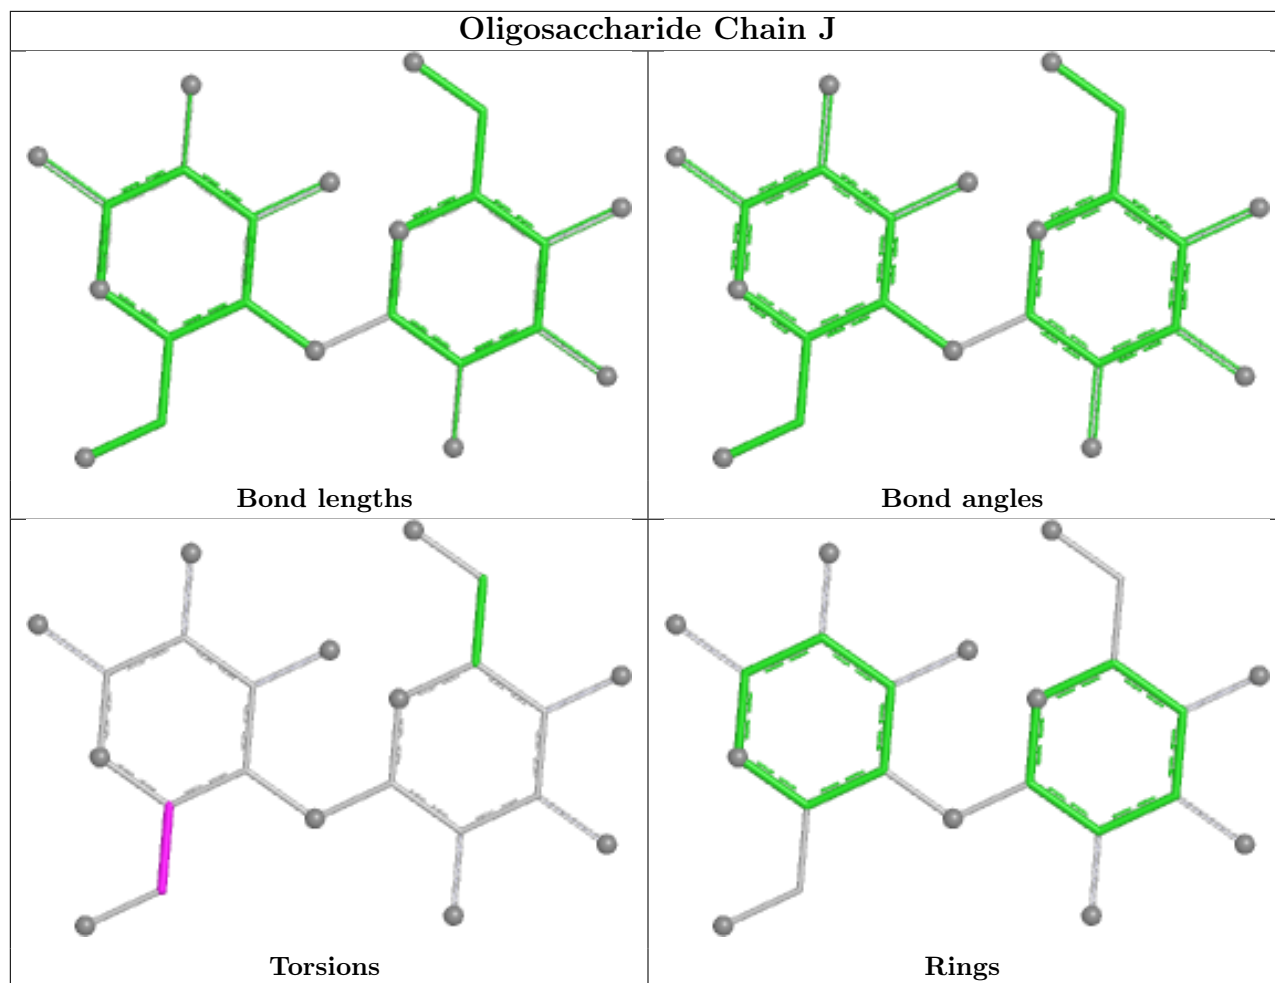 Oligosaccharide Chain J
Bond lengths
Bond angles
Torsions
Rings